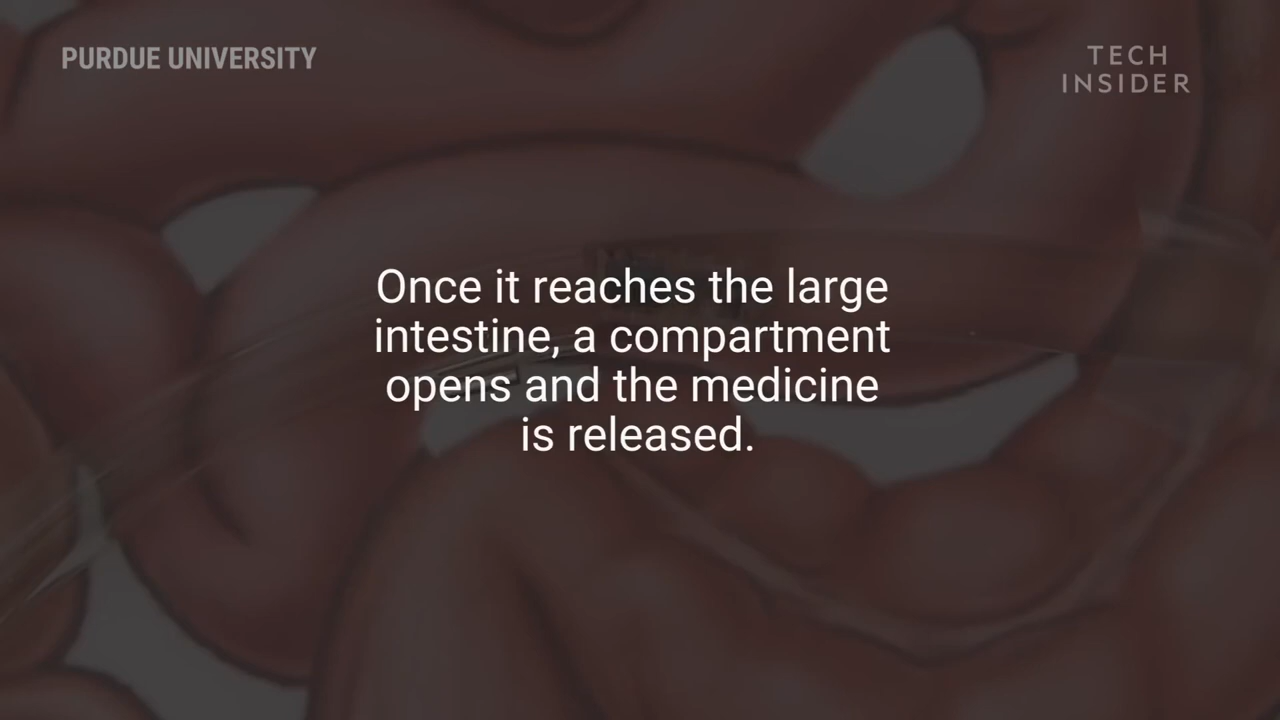 PURDUE UNIVERSITY
TECH
INSIDER
Once it reaches the large
intestine, a compartment
opens and the medicine
is released.